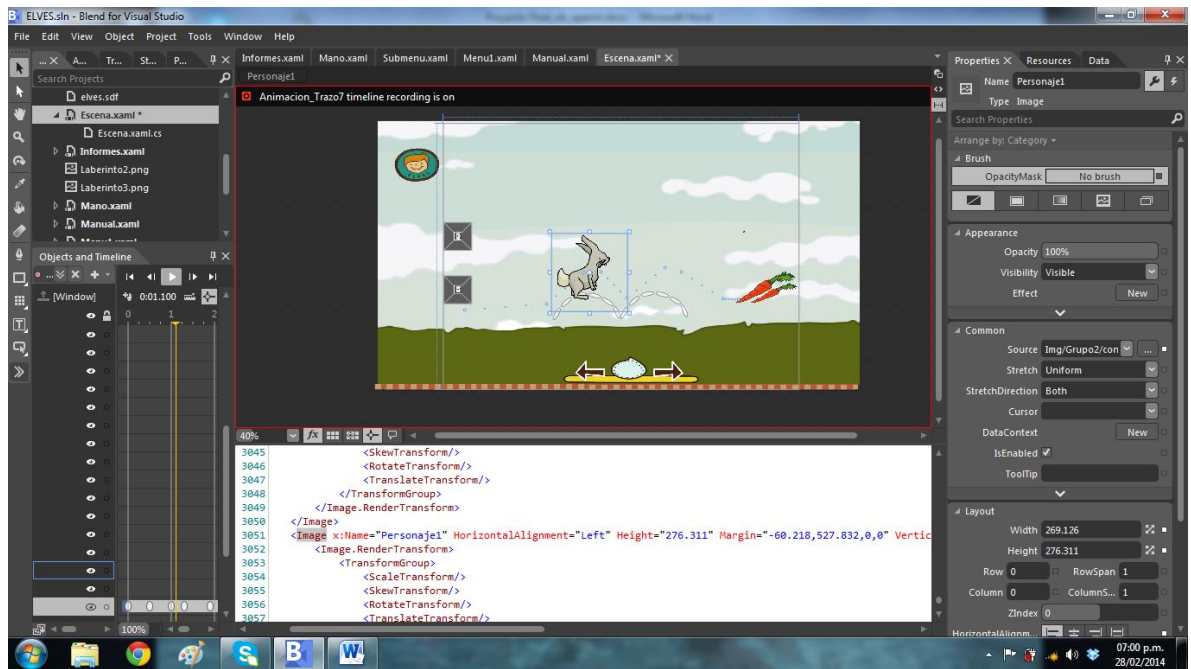 ELVES.sln - Blend for Visual Studio
File Edit View Object Project Tools Window Help
... A... Tr... St... P...
Search Projects
elves.sdf
Escena.xaml *
Escena.xaml.cs
Informes.xaml
Laberinto2.png
Laberinto3.png
Mano.xaml
Manual.xaml
Objects and Timeline
[Window] 0:01.100
0 1 2
100%
Informes.xaml Mano.xaml Submenu.xaml Menu1.xaml Manual.xaml Escena.xaml*
Personaje1
Animacion_Trazo7 timeline recording is on
40%
3045 <SkewTransform/>
3046 <RotateTransform/>
3047 <TranslateTransform/>
3048 </TransformGroup>
3049 </Image.RenderTransform>
3050 </Image>
3051 <Image x:Name="Personaje1" HorizontalAlignment="Left" Height="276.311" Margin="-60.218,527.832,0,0" Vertic
3052 <Image.RenderTransform>
3053 <TransformGroup>
3054 <ScaleTransform/>
3055 <SkewTransform/>
3056 <RotateTransform/>
3057 <TranslateTransform/>
Properties Resources Data
Name Personaje1
Type Image
Search Properties
Arrange by: Category
Brush
OpacityMask No brush
Appearance
Opacity 100%
Visibility Visible
Effect New
Common
Source Img/Grupo2/con ...
Stretch Uniform
StretchDirection Both
Cursor
DataContext New
IsEnabled
ToolTip
Layout
Width 269.126
Height 276.311
Row 0 RowSpan 1
Column 0 ColumnS... 1
ZIndex 0
HorizontalAlignm...
07:00 p.m.
28/02/2014